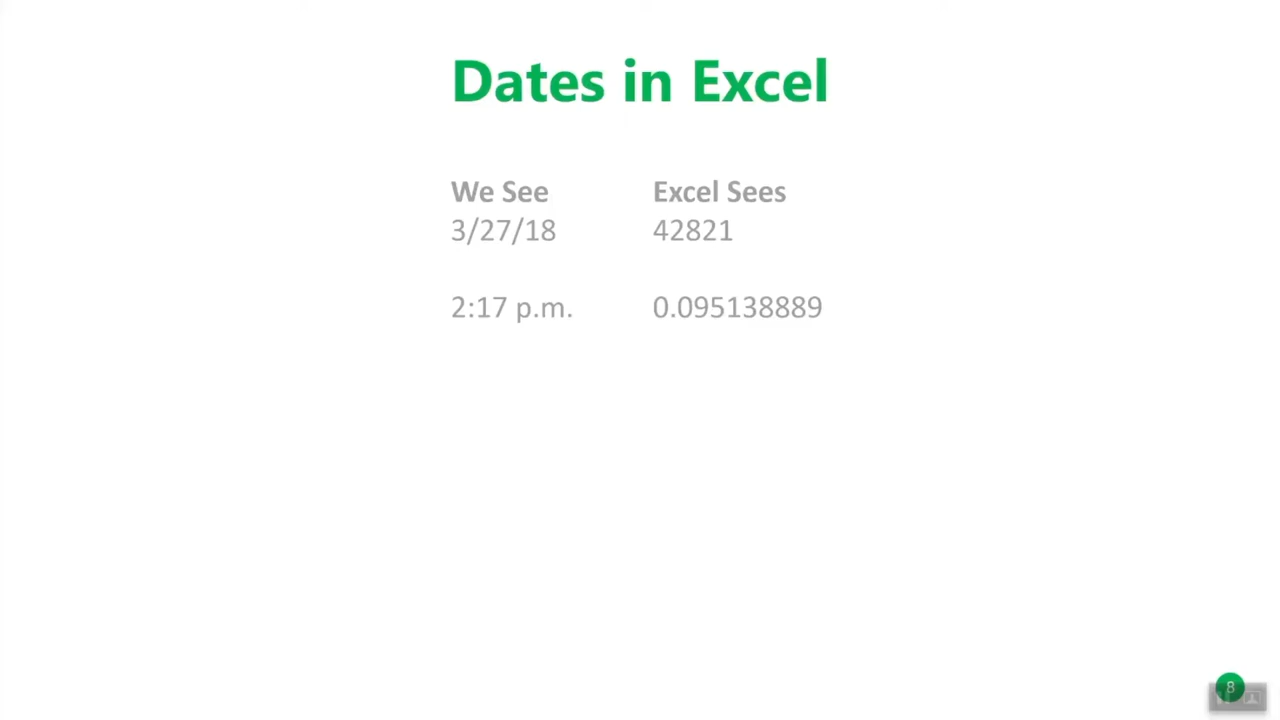 Dates in Excel
We See Excel Sees
3/27/18 42821
2:17 p.m. 0.095138889
8